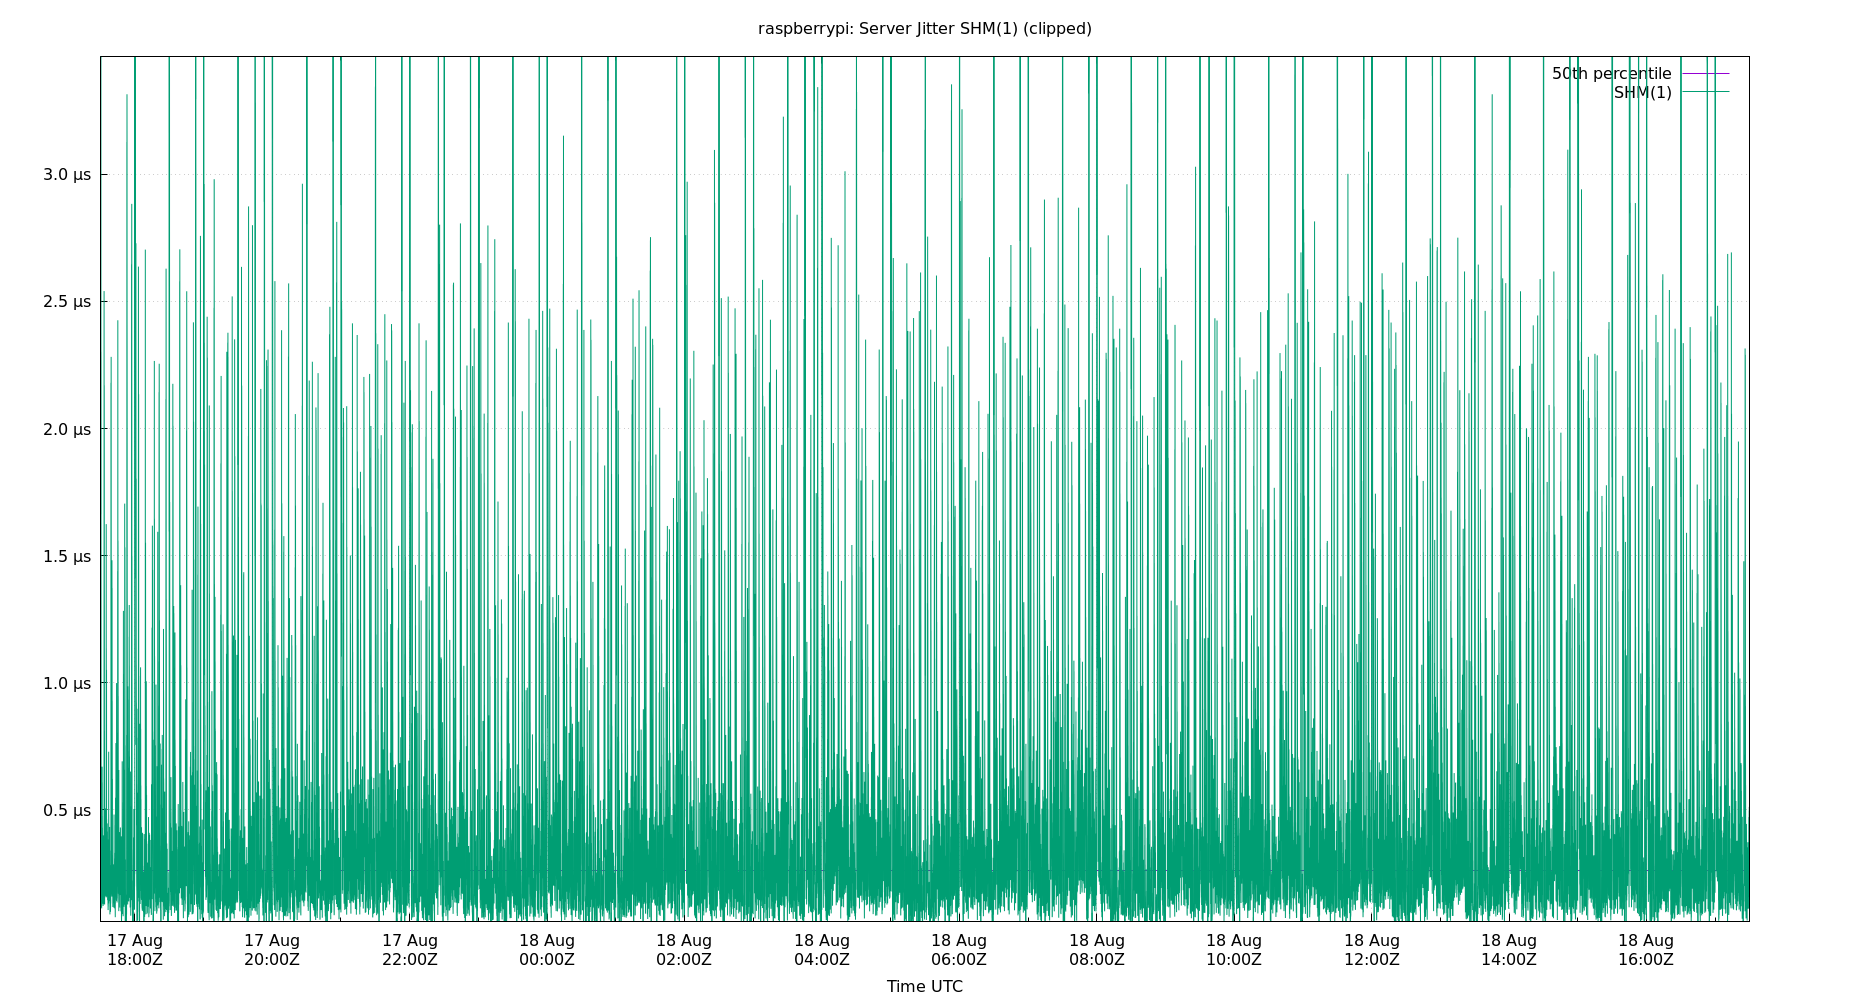 raspberrypi: Server Jitter SHM(1) (clipped)
50th percentile
SHM(1)
3.0 µs
2.5 µs
2.0 µs
1.5 µs
1.0 µs
0.5 µs
17 Aug 17 Aug 17 Aug 18 Aug 18 Aug 18 Aug 18 Aug 18 Aug 18 Aug 18 Aug 18 Aug 18 Aug
18:00Z 20:00Z 22:00Z 00:00Z 02:00Z 04:00Z 06:00Z 08:00Z 10:00Z 12:00Z 14:00Z 16:00Z
Time UTC